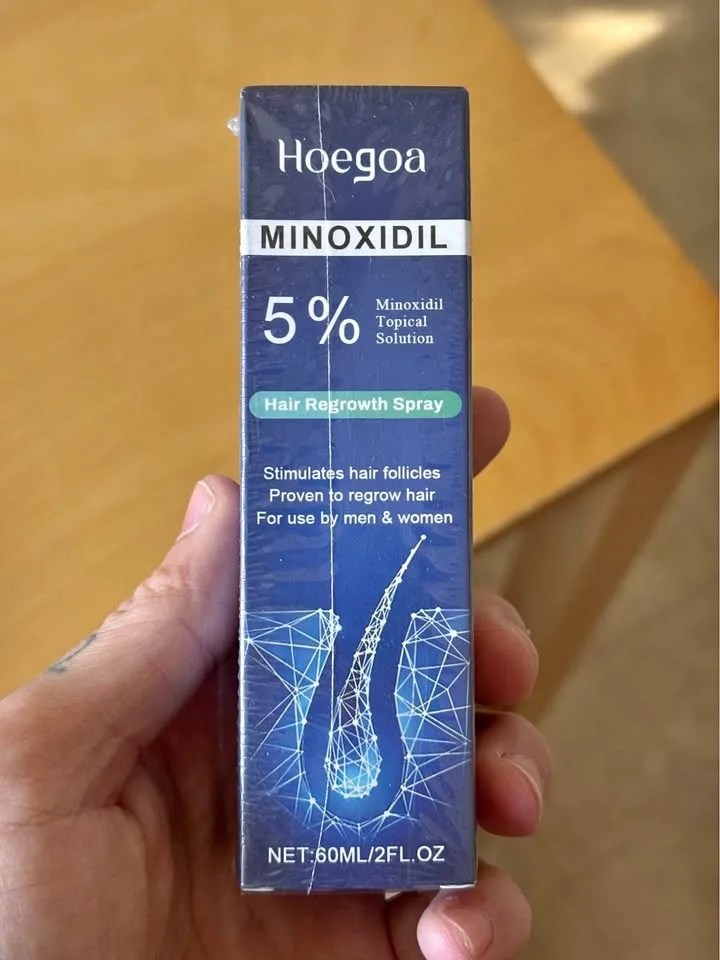 Hoegoa
MINOXIDIL
5%
Minoxidil
Topical
Solution
Hair Regrowth Spray
Stimulates hair follicles
Proven to regrow hair
For use by men & women
NET:60ML/2FL.OZ